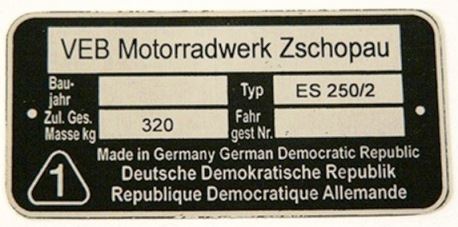 VEB Motorradwerk Zschopau
Bau-
jahr
Typ ES 250/2
Zul. Ges.
Masse kg
320
Fahr
gest Nr.
Made in Germany German Democratic Republic
Deutsche Demokratische Republik
Republique Democratique Allemande
1